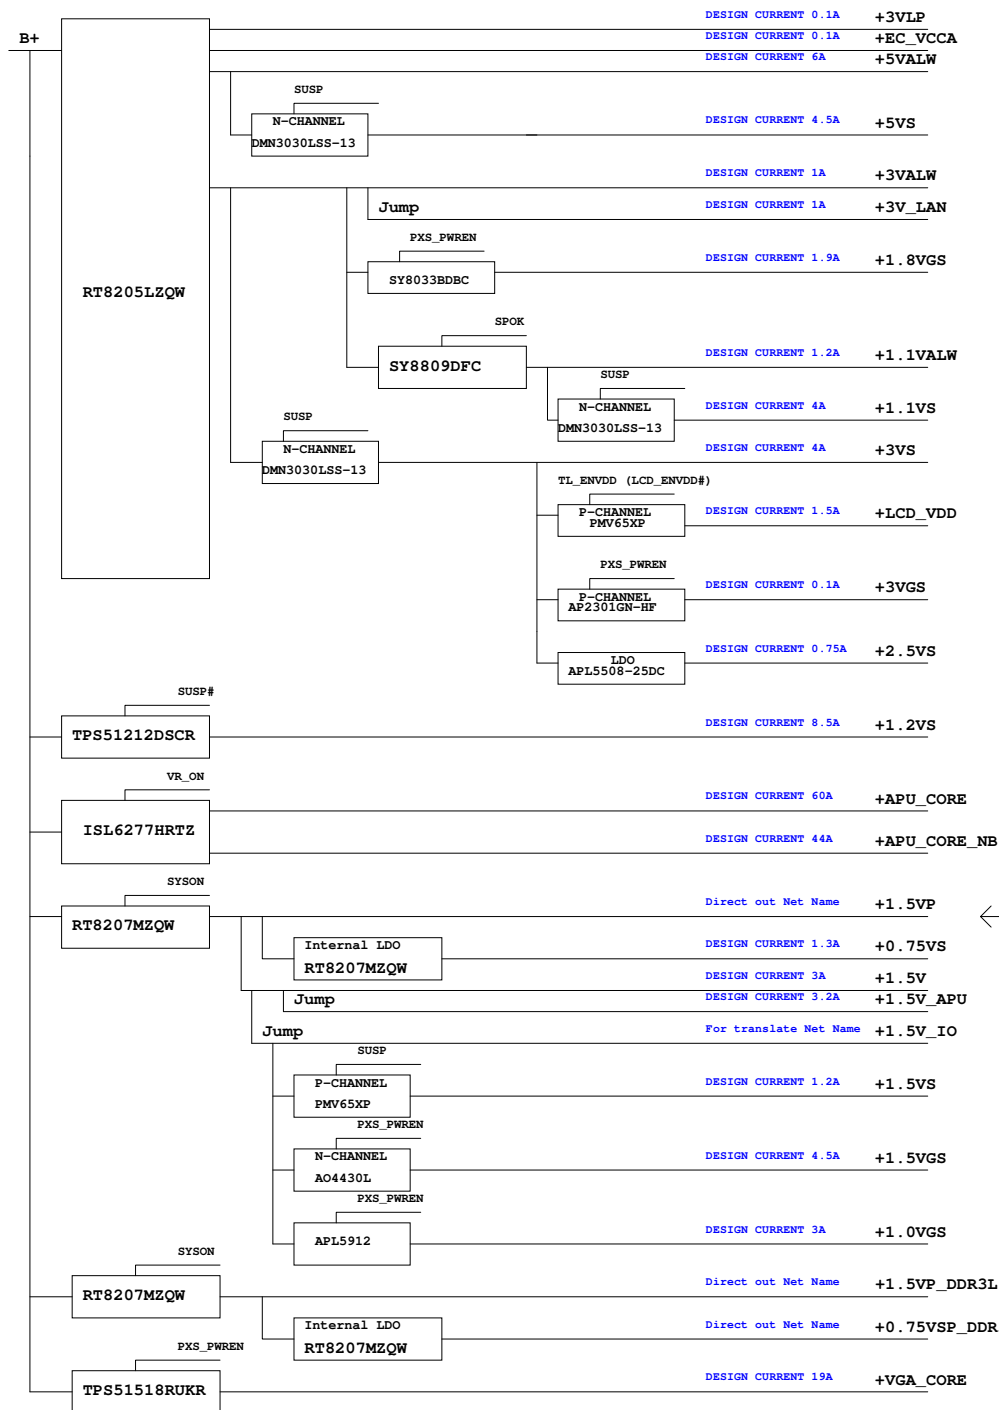 DESIGN CURRENT 0.1A +3VLP
B+
DESIGN CURRENT 0.1A +EC_VCCA
DESIGN CURRENT 6A +5VALW
SUSP
N-CHANNEL
DMN3030LSS-13
DESIGN CURRENT 4.5A +5VS
DESIGN CURRENT 1A +3VALW
Jump
DESIGN CURRENT 1A +3V_LAN
PXS_PWREN
SY8033BDBC
DESIGN CURRENT 1.9A +1.8VGS
RT8205LZQW
SPOK
SY8809DFC
DESIGN CURRENT 1.2A +1.1VALW
SUSP
N-CHANNEL
DMN3030LSS-13
DESIGN CURRENT 4A +1.1VS
SUSP
N-CHANNEL
DMN3030LSS-13
DESIGN CURRENT 4A +3VS
TL_ENVDD (LCD_ENVDD#)
P-CHANNEL
PMV65XP
DESIGN CURRENT 1.5A +LCD_VDD
PXS_PWREN
P-CHANNEL
AP2301GN-HF
DESIGN CURRENT 0.1A +3VGS
LDO
APL5508-25DC
DESIGN CURRENT 0.75A +2.5VS
SUSP#
TPS51212DSCR
DESIGN CURRENT 8.5A +1.2VS
VR_ON
ISL6277HRTZ
DESIGN CURRENT 60A +APU_CORE
DESIGN CURRENT 44A +APU_CORE_NB
SYSON
RT8207MZQW
Direct out Net Name +1.5VP
Internal LDO
RT8207MZQW
DESIGN CURRENT 1.3A +0.75VS
DESIGN CURRENT 3A +1.5V
Jump
DESIGN CURRENT 3.2A +1.5V_APU
Jump
For translate Net Name +1.5V_IO
SUSP
P-CHANNEL
PMV65XP
DESIGN CURRENT 1.2A +1.5VS
PXS_PWREN
N-CHANNEL
AO4430L
DESIGN CURRENT 4.5A +1.5VGS
PXS_PWREN
APL5912
DESIGN CURRENT 3A +1.0VGS
SYSON
RT8207MZQW
Direct out Net Name +1.5VP_DDR3L
Internal LDO
RT8207MZQW
Direct out Net Name +0.75VSP_DDR
PXS_PWREN
TPS51518RUKR
DESIGN CURRENT 19A +VGA_CORE